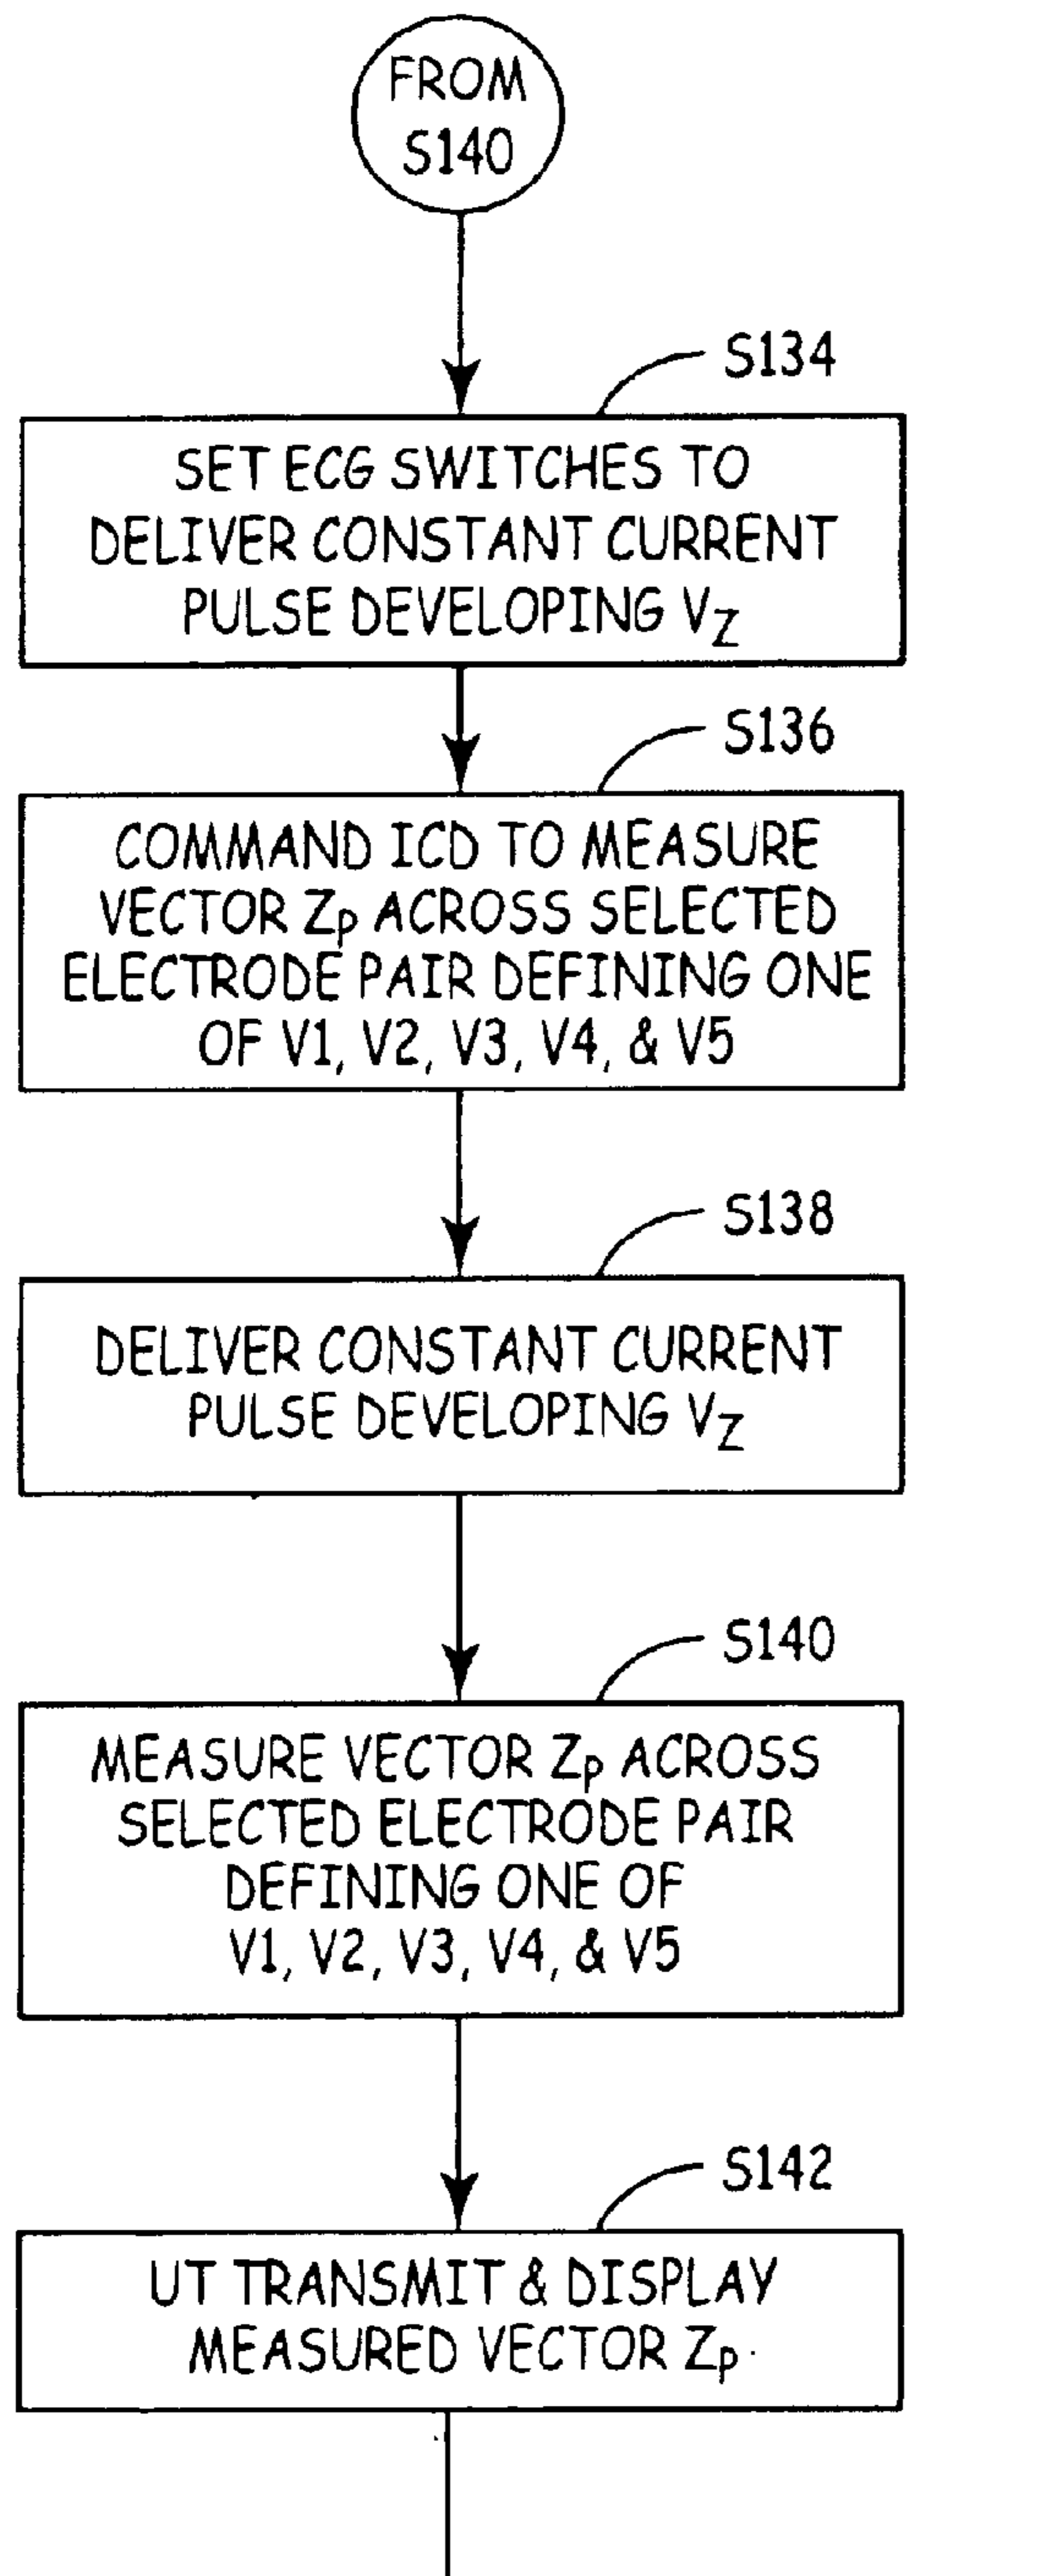 FROM
S140
S134
SET ECG SWITCHES TO
DELIVER CONSTANT CURRENT
PULSE DEVELOPING VZ
S136
COMMAND ICD TO MEASURE
VECTOR Zp ACROSS SELECTED
ELECTRODE PAIR DEFINING ONE
OF V1, V2, V3, V4, & V5
S138
DELIVER CONSTANT CURRENT
PULSE DEVELOPING VZ
S140
MEASURE VECTOR Zp ACROSS
SELECTED ELECTRODE PAIR
DEFINING ONE OF
V1, V2, V3, V4, & V5
S142
UT TRANSMIT & DISPLAY
MEASURED VECTOR Zp.